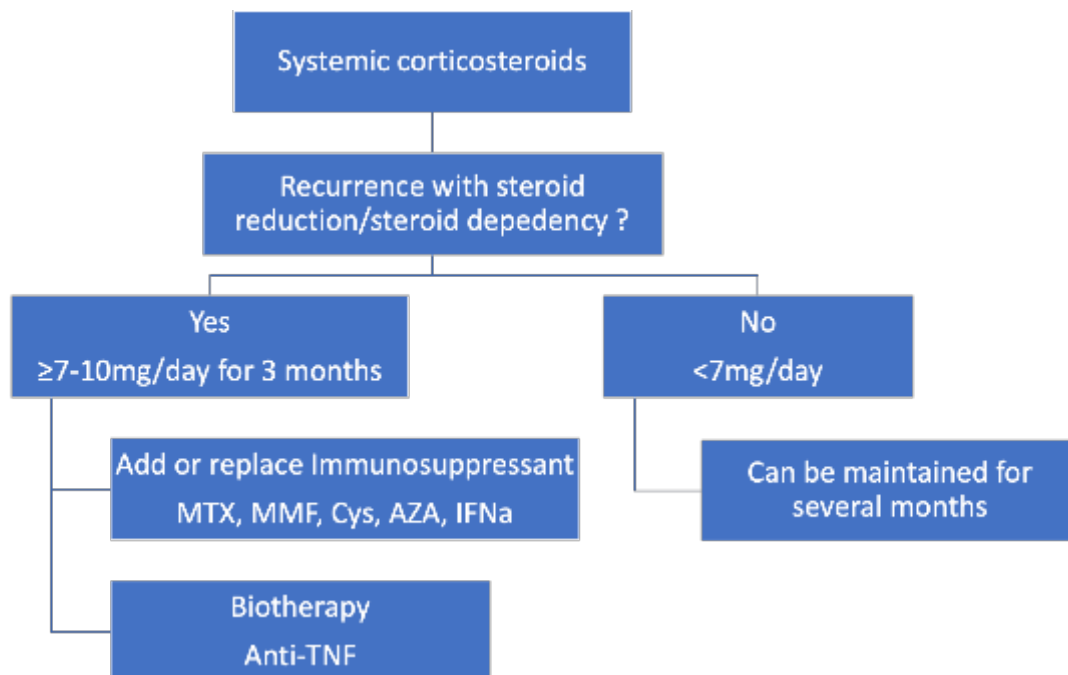 Systemic corticosteroids
Recurrence with steroid
reduction/steroid depedency ?
Yes
≥7-10mg/day for 3 months
No
<7mg/day
Add or replace Immunosuppressant
MTX, MMF, Cys, AZA, IFNa
Can be maintained for
several months
Biotherapy
Anti-TNF